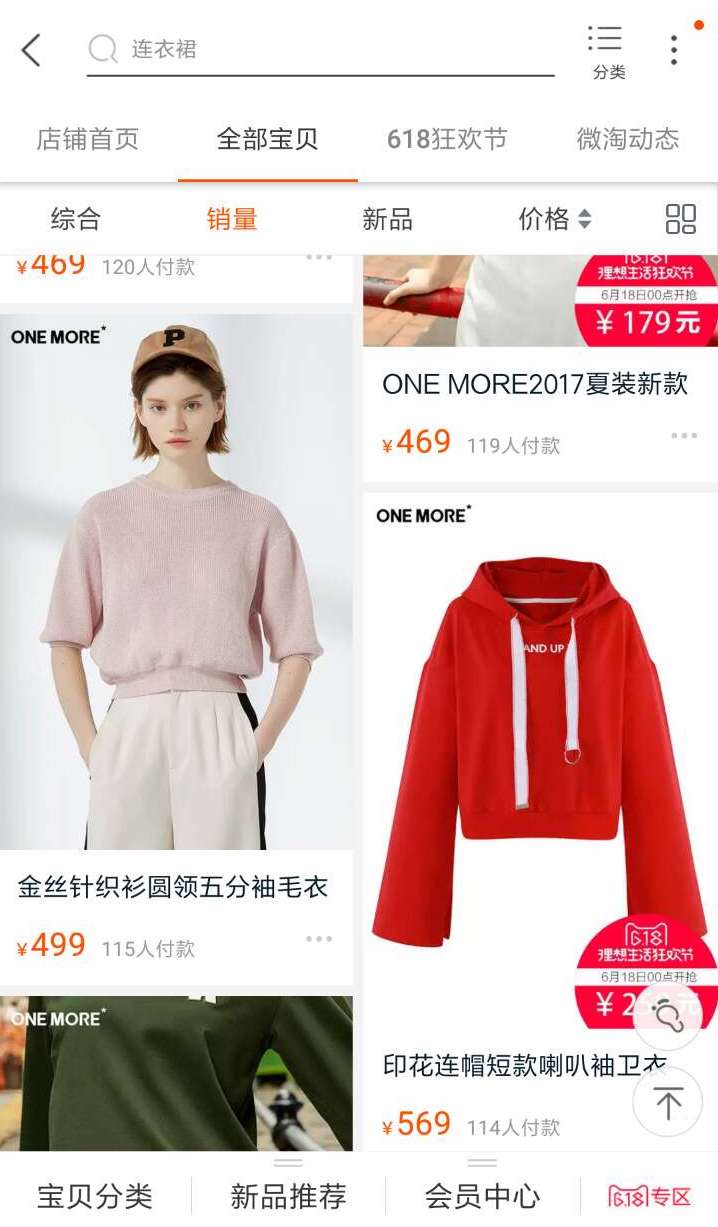 连衣裙
分类
店铺首页
全部宝贝
618狂欢节
微淘动态
综合
销量
新品
价格
¥469 120人付款
6.18
理想生活狂欢节
6月18日00点开抢
¥179元
ONE MORE2017夏装新款
¥469 119人付款
ONE MORE*
P
金丝针织衫圆领五分袖毛衣
¥499 115人付款
ONE MORE*
AND UP
6.18
理想生活狂欢节
6月18日00点开抢
元
印花连帽短款喇叭袖卫衣
¥569 114人付款
ONE MORE*
宝贝分类
新品推荐
会员中心
6.18专区